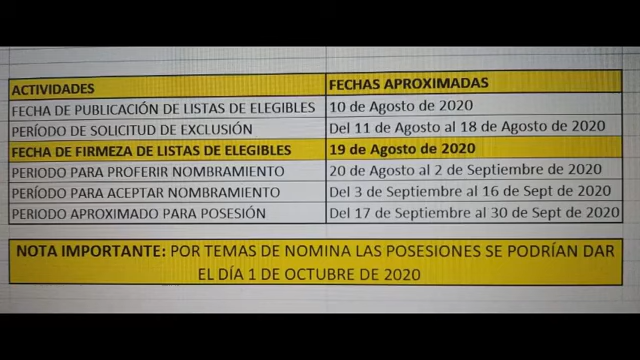 ACTIVIDADES FECHAS APROXIMADAS
FECHA DE PUBLICACIÓN DE LISTAS DE ELEGIBLES 10 de Agosto de 2020
PERÍODO DE SOLICITUD DE EXCLUSIÓN Del 11 de Agosto al 18 de Agosto de 2020
FECHA DE FIRMEZA DE LISTAS DE ELEGIBLES 19 de Agosto de 2020
PERIODO PARA PROFERIR NOMBRAMIENTO 20 de Agosto al 2 de Septiembre de 2020
PERÍODO PARA ACEPTAR NOMBRAMIENTO Del 3 de Septiembre al 16 de Sept de 2020
PERIODO APROXIMADO PARA POSESIÓN Del 17 de Septiembre al 30 de Sept de 2020
NOTA IMPORTANTE: POR TEMAS DE NOMINA LAS POSESIONES SE PODRÍAN DAR
EL DÍA 1 DE OCTUBRE DE 2020